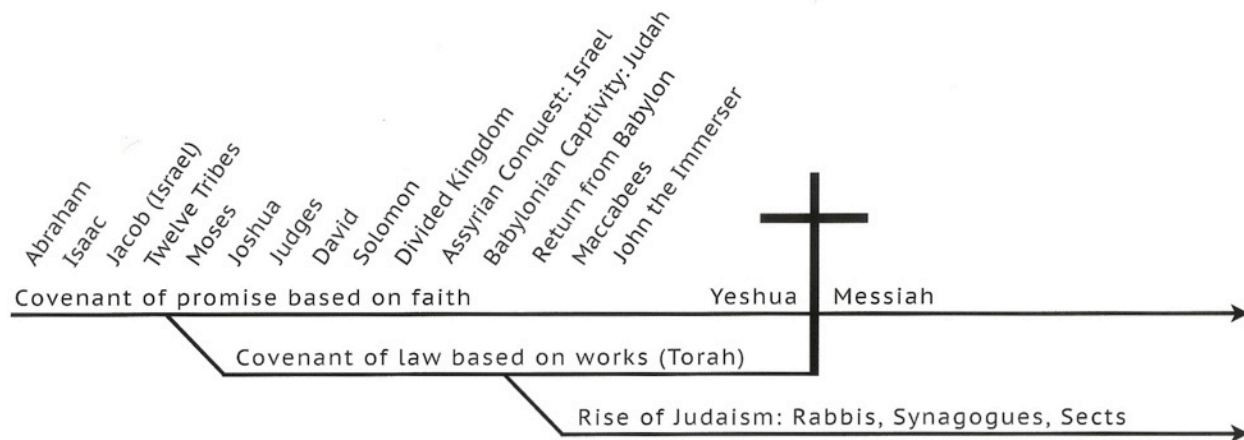 Abraham
Isaac
Jacob (Israel)
Twelve Tribes
Moses
Joshua
Judges
David
Solomon
Divided Kingdom
Assyrian Conquest: Israel
Babylonian Captivity: Judah
Return from Babylon
Maccabees
John the Immerser
Covenant of promise based on faith
Yeshua Messiah
Covenant of law based on works (Torah)
Rise of Judaism: Rabbis, Synagogues, Sects